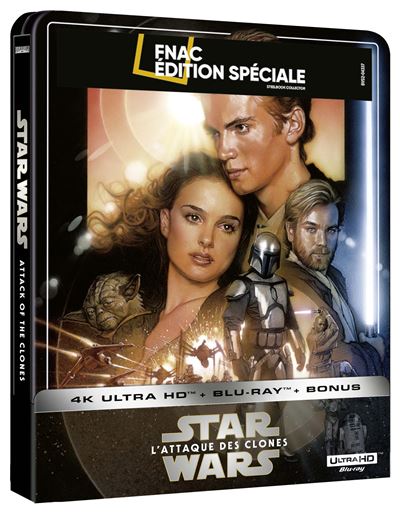 FNAC
ÉDITION SPÉCIALE
STEELBOOK COLLECTOR
STAR WARS
ATTACK OF THE CLONES
4K ULTRA HD™ + BLU-RAY™ + BONUS
STAR
L'ATTAQUE DES CLONES
WARS
ULTRA HD
Blu-ray